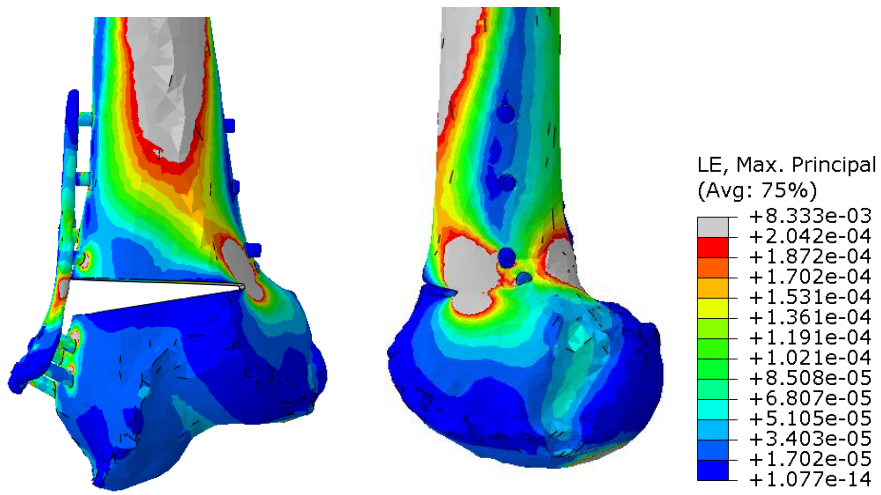 LE, Max. Principal
(Avg: 75%)
+8.333e-03
+2.042e-04
+1.872e-04
+1.702e-04
+1.531e-04
+1.361e-04
+1.191e-04
+1.021e-04
+8.508e-05
+6.807e-05
+5.105e-05
+3.403e-05
+1.702e-05
+1.077e-14